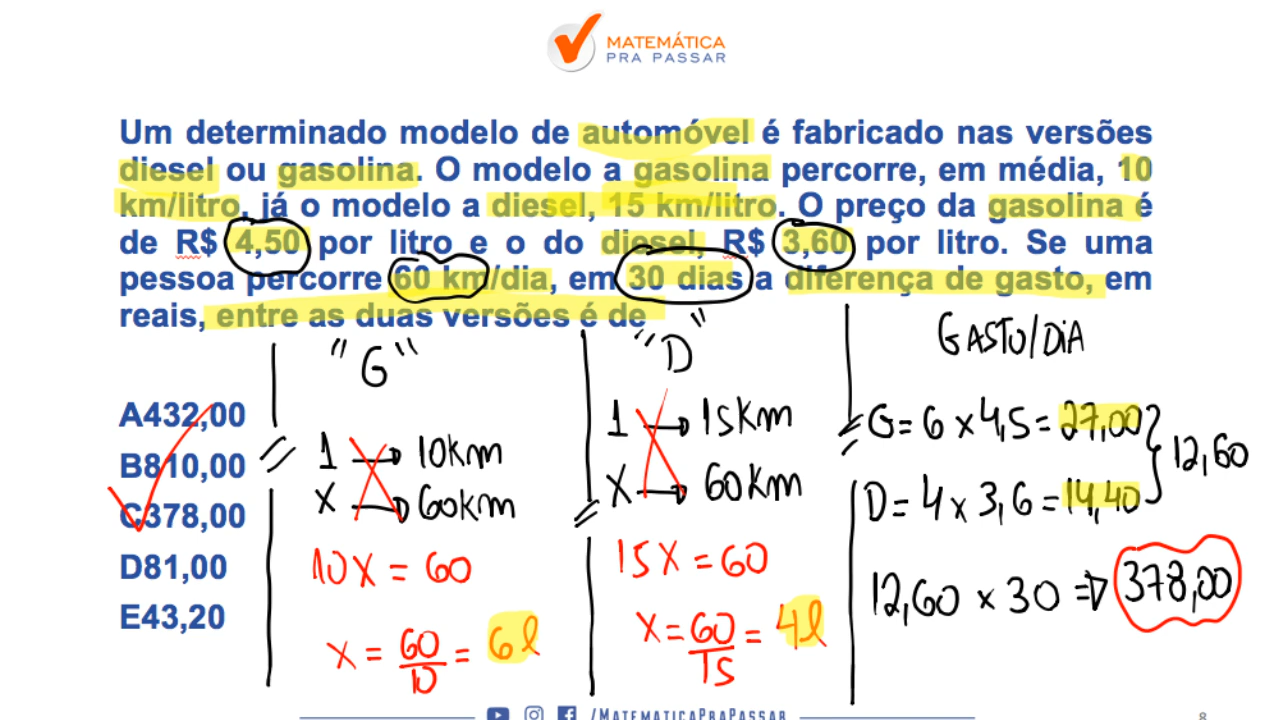 MATEMÁTICA
PRA PASSAR
Um determinado modelo de automóvel é fabricado nas versões
diesel ou gasolina. O modelo a gasolina percorre, em média, 10
km/litro, já o modelo a diesel, 15 km/litro. O preço da gasolina é
de R$ 4,50 por litro e o do diesel, R$ 3,60 por litro. Se uma
pessoa percorre 60 km/dia, em 30 dias a diferença de gasto, em
reais, entre as duas versões é de
A432,00
B810,00
C378,00
D81,00
E43,20
"G"
1 → 10km
X → 60km
10X = 60
X = 60/10 = 6l
"D"
1 → 15Km
X → 60Km
15X = 60
X = 60/15 = 4l
GASTO/DiA
G = 6 x 4,5 = 27,00
D = 4 x 3,6 = 14,40
12,60
12,60 x 30 ⇒ 378,00
/MATEMATICAPRAPASSAR
8